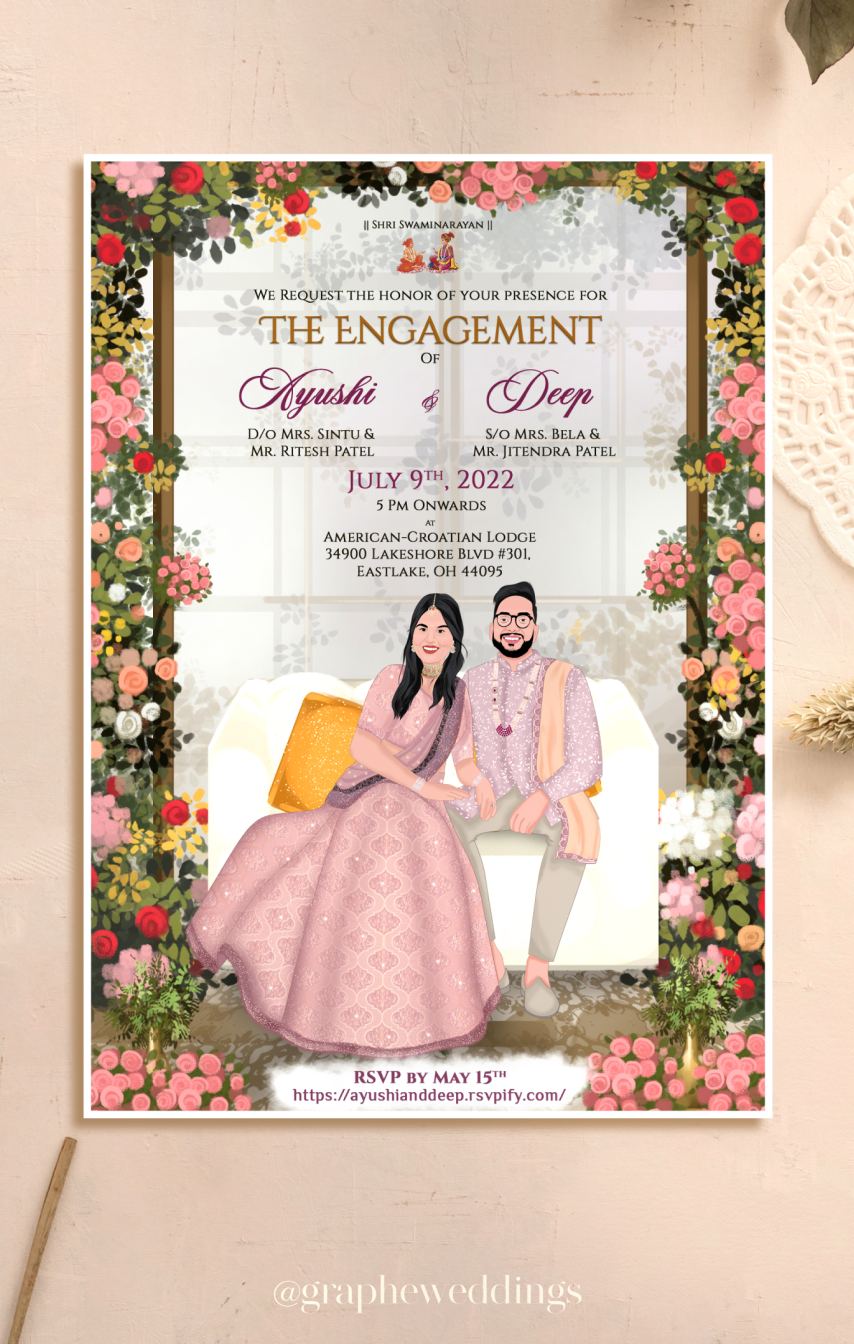 || Shri Swaminarayan ||
We Request the honor of your presence for
The Engagement
Of
Ayushi & Deep
D/o Mrs. Sintu &
Mr. Ritesh Patel
S/o Mrs. Bela &
Mr. Jitendra Patel
July 9th, 2022
5 Pm Onwards
at
American-Croatian Lodge
34900 Lakeshore Blvd #301,
Eastlake, OH 44095
RSVP by May 15th
https://ayushianddeep.rsvpify.com/
@grapheweddings